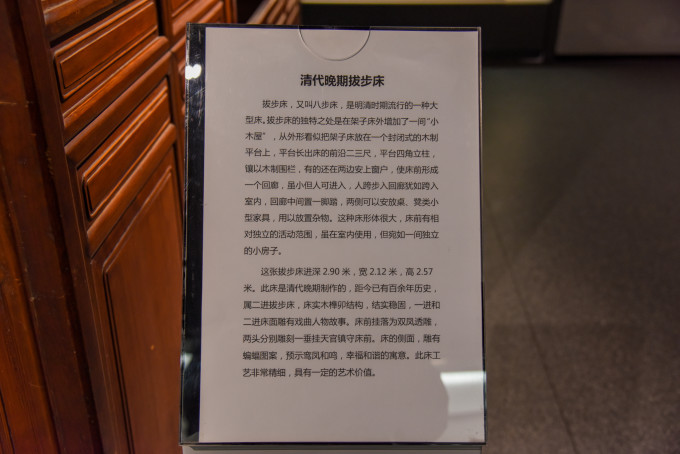 清代晚期拔步床
拔步床，又叫八步床，是明清时期流行的一种大
型床。拔步床的独特之处是在架子床外增加了一间“小
木屋”，从外形看似把架子床放在一个封闭式的木制
平台上，平台长出床的前沿二三尺，平台四角立柱，
镶以木制围栏，有的还在两边安上窗户，使床前形成
一个回廊，虽小但人可进入，人跨步入回廊犹如跨入
室内，回廊中间置一脚踏，两侧可以安放桌、凳类小
型家具，用以放置杂物。这种床形体很大，床前有相
对独立的活动范围，虽在室内使用，但宛如一间独立
的小房子。
这张拔步床进深 2.90 米，宽 2.12 米，高 2.57
米。此床是清代晚期制作的，距今已有百余年历史，
属二进拔步床，床实木榫卯结构，结实稳固，一进和
二进床面雕有戏曲人物故事。床前挂落为双凤透雕，
两头分别雕刻一垂挂天官镇守床前。床的侧面，雕有
蝙蝠图案，预示鸾凤和鸣，幸福和谐的寓意。此床工
艺非常精细，具有一定的艺术价值。